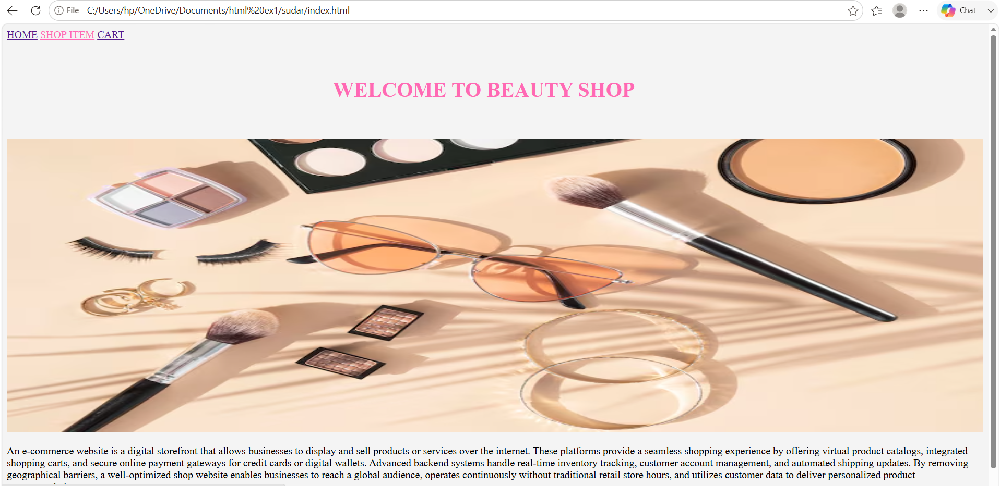 File C:/Users/hp/OneDrive/Documents/html%20ex1/sudar/index.html
Chat
HOME SHOP ITEM CART
WELCOME TO BEAUTY SHOP
An e-commerce website is a digital storefront that allows businesses to display and sell products or services over the internet. These platforms provide a seamless shopping experience by offering virtual product catalogs, integrated
shopping carts, and secure online payment gateways for credit cards or digital wallets. Advanced backend systems handle real-time inventory tracking, customer account management, and automated shipping updates. By removing
geographical barriers, a well-optimized shop website enables businesses to reach a global audience, operates continuously without traditional retail store hours, and utilizes customer data to deliver personalized product